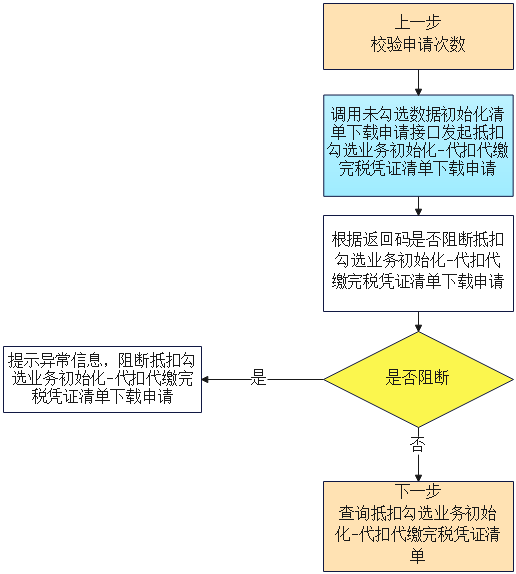 上一步
校验申请次数
调用未勾选数据初始化清
单下载申请接口发起抵扣
勾选业务初始化-代扣代缴
完税凭证清单下载申请
根据返回码是否阻断抵扣
勾选业务初始化-代扣代
缴完税凭证清单下载申请
是否阻断
是
提示异常信息，阻断抵扣勾
选业务初始化-代扣代缴完
税凭证清单下载申请
否
下一步
查询抵扣勾选业务初始
化-代扣代缴完税凭证清
单